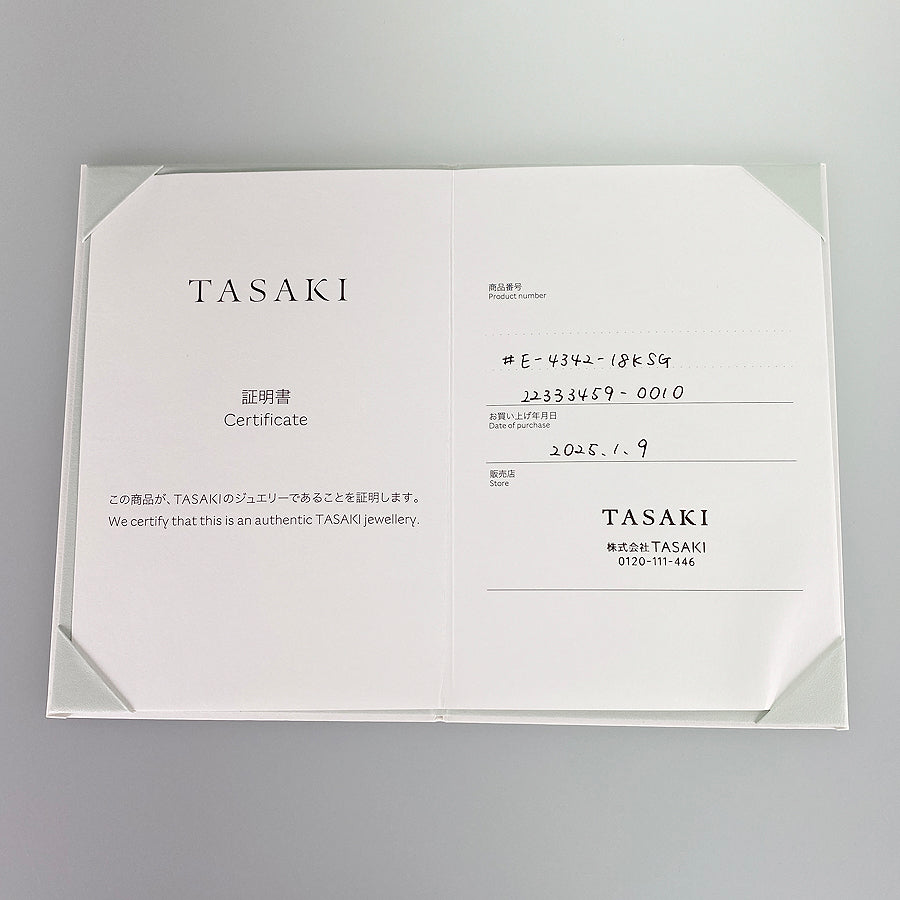 TASAKI
証明書
Certificate
この商品が、TASAKIのジュエリーであることを証明します。
We certify that this is an authentic TASAKI jewellery.
商品番号
Product number
#E-4342-18KSG
22333459-0010
お買い上げ年月日
Date of purchase
2025.1.9
販売店
Store
TASAKI
株式会社TASAKI
0120-111-446